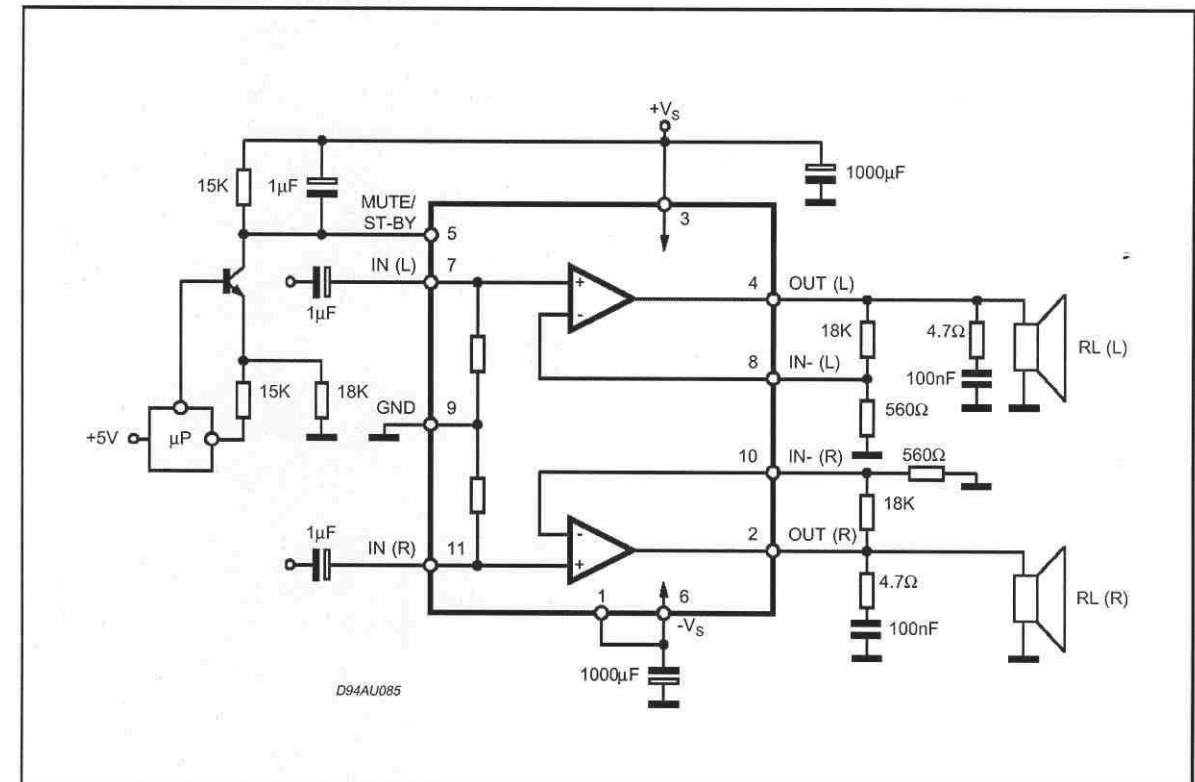 +VS
15K
1µF
1000µF
MUTE/
ST-BY
5
3
IN (L)
7
1µF
+
-
4
OUT (L)
18K
4.7Ω
RL (L)
8
IN- (L)
100nF
15K
18K
GND
9
560Ω
+5V
µP
10
IN- (R)
560Ω
18K
1µF
IN (R)
11
-
+
2
OUT (R)
4.7Ω
RL (R)
1
6
-VS
100nF
1000µF
D94AU085